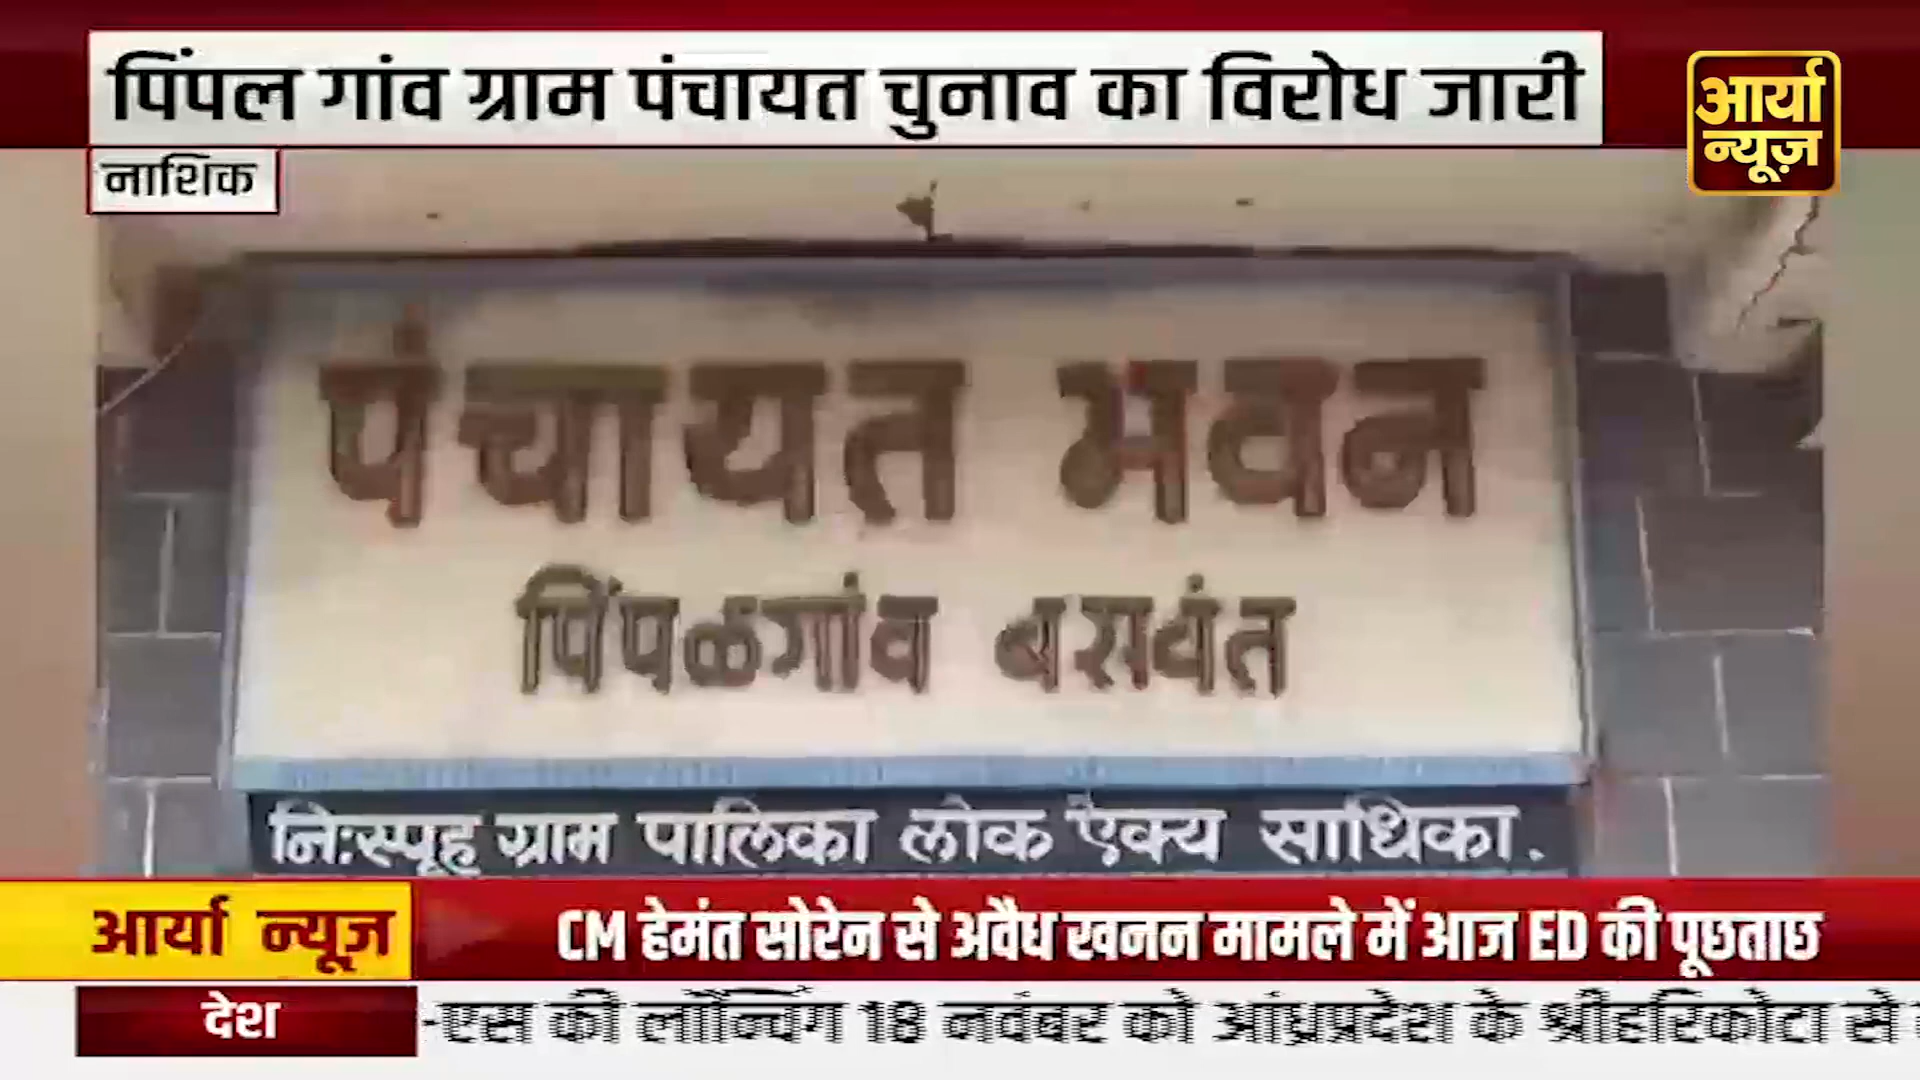 पिंपल गांव ग्राम पंचायत चुनाव का विरोध जारी
आर्या
न्यूज़
नाशिक
पंचायत भवन
पिंपळगांव बसवंत
निःस्पृह ग्राम पालिका लोक ऐक्य साधिका.
आर्या न्यूज़
CM हेमंत सोरेन से अवैध खनन मामले में आज ED की पूछताछ
देश
-एस की लॉन्चिंग 18 नवंबर को आंध्रप्रदेश के श्रीहरिकोटा से